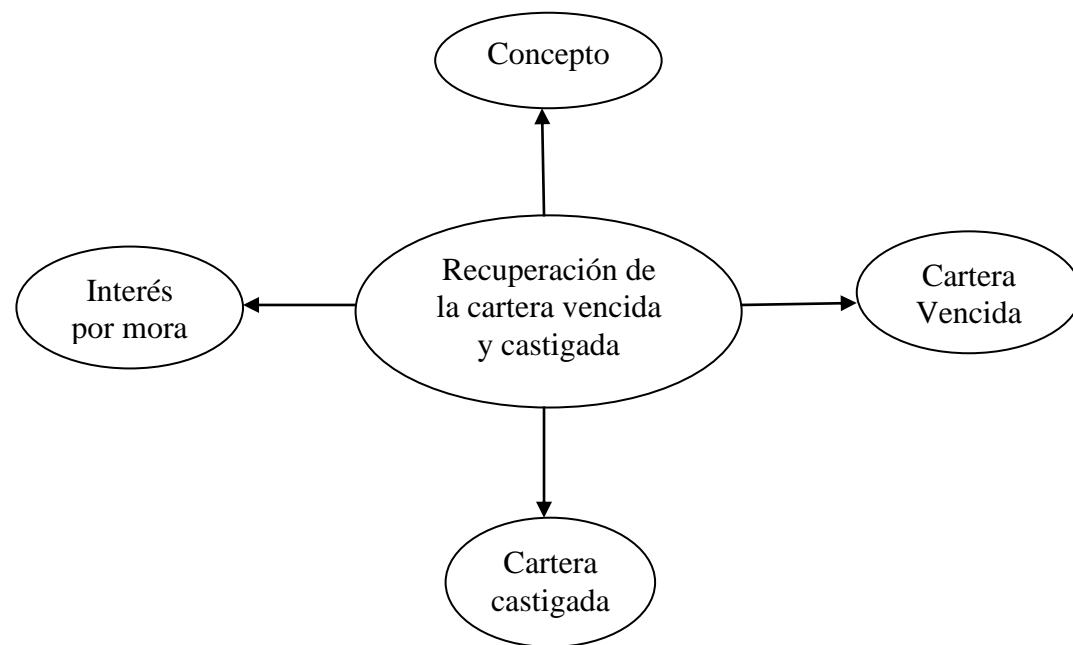 Concepto
Interés
por mora
Recuperación de
la cartera vencida
y castigada
Cartera
Vencida
Cartera
castigada